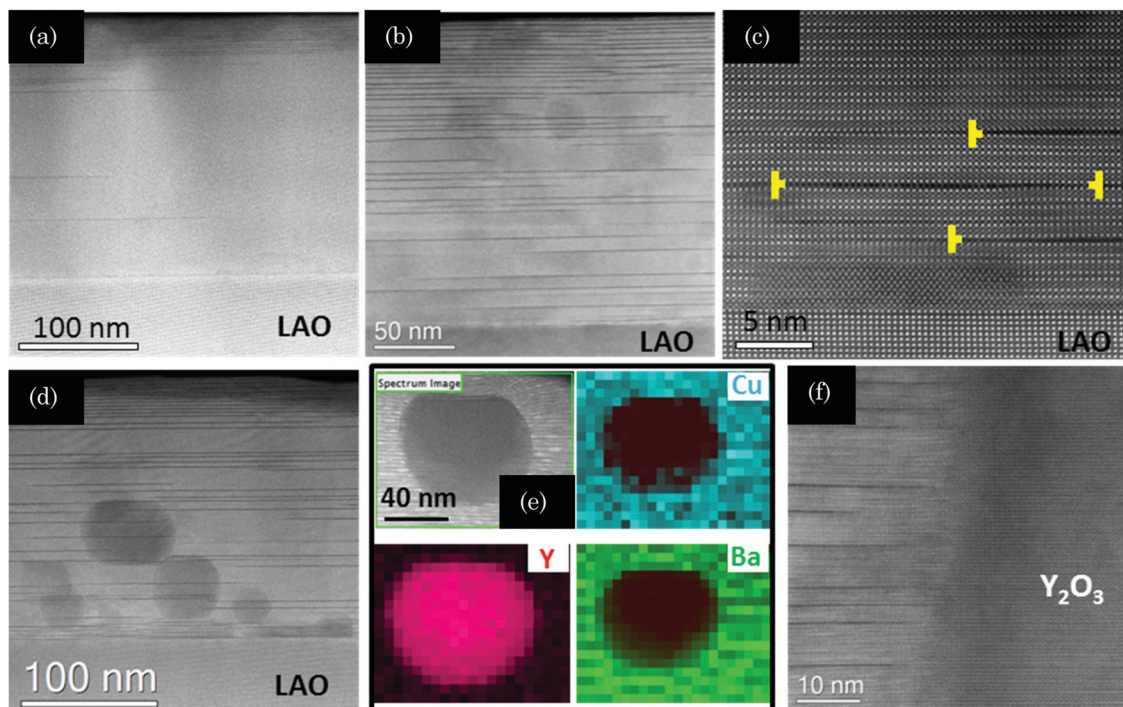 (a)
100 nm
LAO
(b)
50 nm
LAO
(c)
5 nm
LAO
(d)
100 nm
LAO
Spectrum Image
40 nm
(e)
Cu
Y
Ba
(f)
Y₂O₃
10 nm